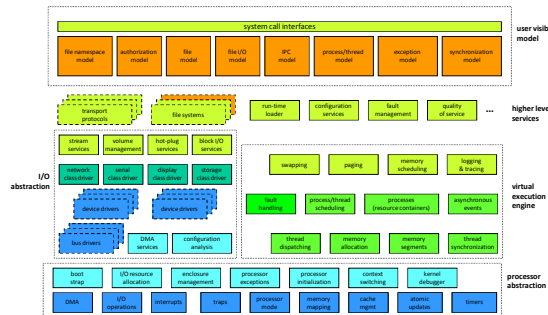 system call interfaces
user visib
model
file namespace
model
authorization
model
file
model
file I/O
model
IPC
model
process/thread
model
exception
model
synchronization
model
transport
protocols
file systems
run-time
loader
configuration
services
fault
management
quality
of service
...
higher leve
services
stream
services
volume
management
hot-plug
services
block I/O
services
network
class driver
serial
class driver
display
class driver
storage
class driver
I/O
abstraction
device drivers
device drivers
bus drivers
DMA
services
configuration
analysis
swapping
paging
memory
scheduling
logging
& tracing
fault
handling
process/thread
scheduling
processes
(resource containers)
asynchronous
events
virtual
execution
engine
thread
dispatching
memory
allocation
memory
segments
thread
synchronization
boot
strap
I/O resource
allocation
enclosure
management
processor
exceptions
processor
initialization
context
switching
kernel
debugger
processor
abstraction
DMA
I/O
operations
interrupts
traps
processor
mode
memory
mapping
cache
mgmt
atomic
updates
timers